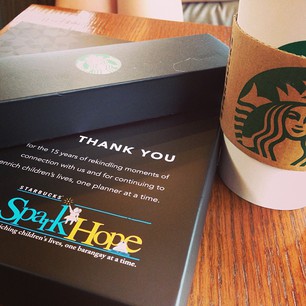 THANK YOU
for the 15 years of rekindling moments of
connection with us and for continuing to
enrich children's lives, one planner at a time.
STARBUCKS
Spark Hope
ching children's lives, one barangay at a time.